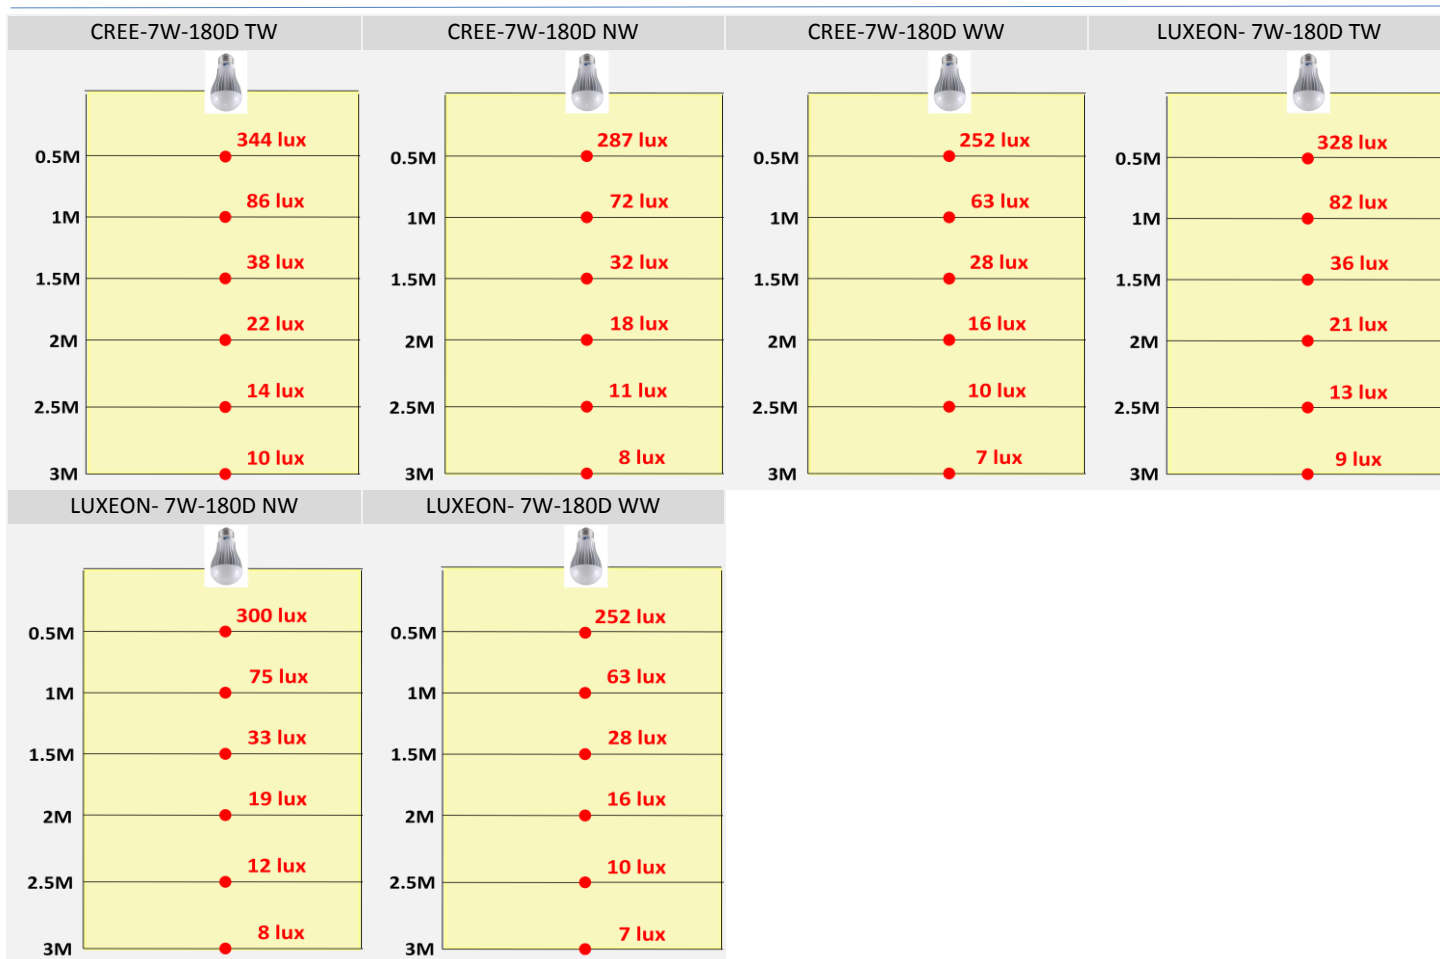 CREE-7W-180D TW
CREE-7W-180D NW
CREE-7W-180D WW
LUXEON- 7W-180D TW
344 lux
0.5M
86 lux
1M
38 lux
1.5M
22 lux
2M
14 lux
2.5M
10 lux
3M
287 lux
0.5M
72 lux
1M
32 lux
1.5M
18 lux
2M
11 lux
2.5M
8 lux
3M
252 lux
0.5M
63 lux
1M
28 lux
1.5M
16 lux
2M
10 lux
2.5M
7 lux
3M
328 lux
0.5M
82 lux
1M
36 lux
1.5M
21 lux
2M
13 lux
2.5M
9 lux
3M
LUXEON- 7W-180D NW
LUXEON- 7W-180D WW
300 lux
0.5M
75 lux
1M
33 lux
1.5M
19 lux
2M
12 lux
2.5M
8 lux
3M
252 lux
0.5M
63 lux
1M
28 lux
1.5M
16 lux
2M
10 lux
2.5M
7 lux
3M